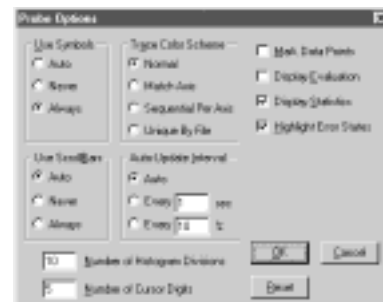 Probe Options
Use Symbols
Auto
Never
Always
Trace Color Scheme
Normal
Match Axis
Sequential Per Axis
Unique By File
Mark Data Points
Display Evaluation
Display Statistics
Highlight Error States
Use ScrollBars
Auto
Never
Always
Auto-Update Interval
Auto
Every 1 sec
Every 10 %
10 Number of Histogram Divisions
5 Number of Cursor Digits
OK
Cancel
Reset